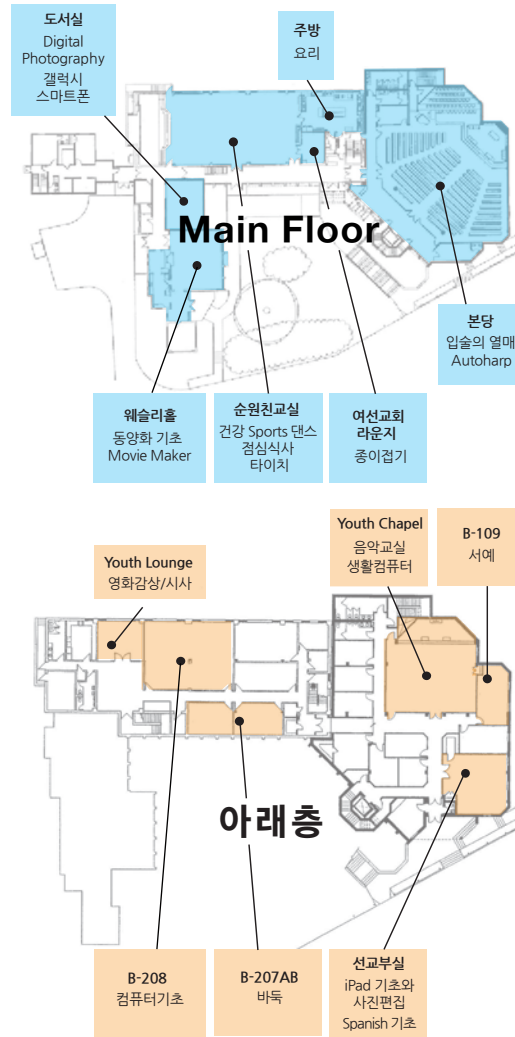 도서실
Digital
Photography
갤럭시
스마트폰
주방
요리
Main Floor
본당
입술의 열매
Autoharp
웨슬리홀
동양화 기초
Movie Maker
순원친교실
건강 Sports 댄스
점심식사
타이치
여선교회
라운지
종이접기
Youth Lounge
영화감상/시사
Youth Chapel
음악교실
생활컴퓨터
B-109
서예
아래층
B-208
컴퓨터기초
B-207AB
바둑
선교부실
iPad 기초와
사진편집
Spanish 기초